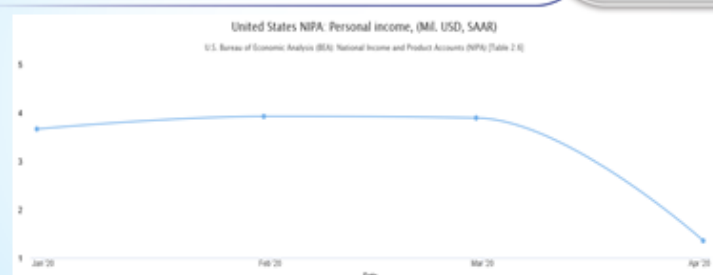 United States NIPA: Personal income, (Mil. USD, SAAR)
U.S. Bureau of Economic Analysis (BEA): National Income and Product Accounts (NIPA) [Table 2.6]
5
4
3
2
1
Jan'20 Feb'20 Mar'20 Apr'20